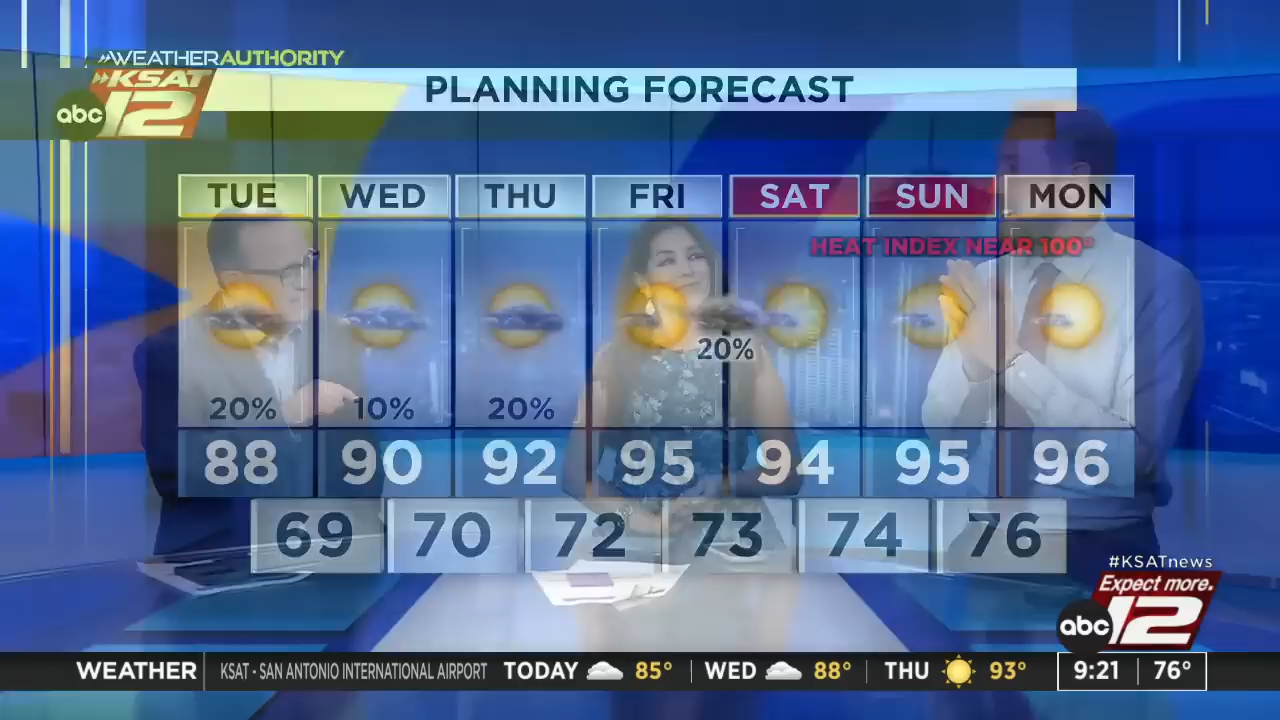 WEATHERAUTHORITY
KSAT
abc 12
PLANNING FORECAST
TUE WED THU FRI SAT SUN MON
HEAT INDEX NEAR 100°
20%
20% 10% 20%
88 90 92 95 94 95 96
69 70 72 73 74 76
#KSATnews
Expect more.
abc 12
WEATHER KSAT - SAN ANTONIO INTERNATIONAL AIRPORT TODAY 85° WED 88° THU 93° 9:21 76°